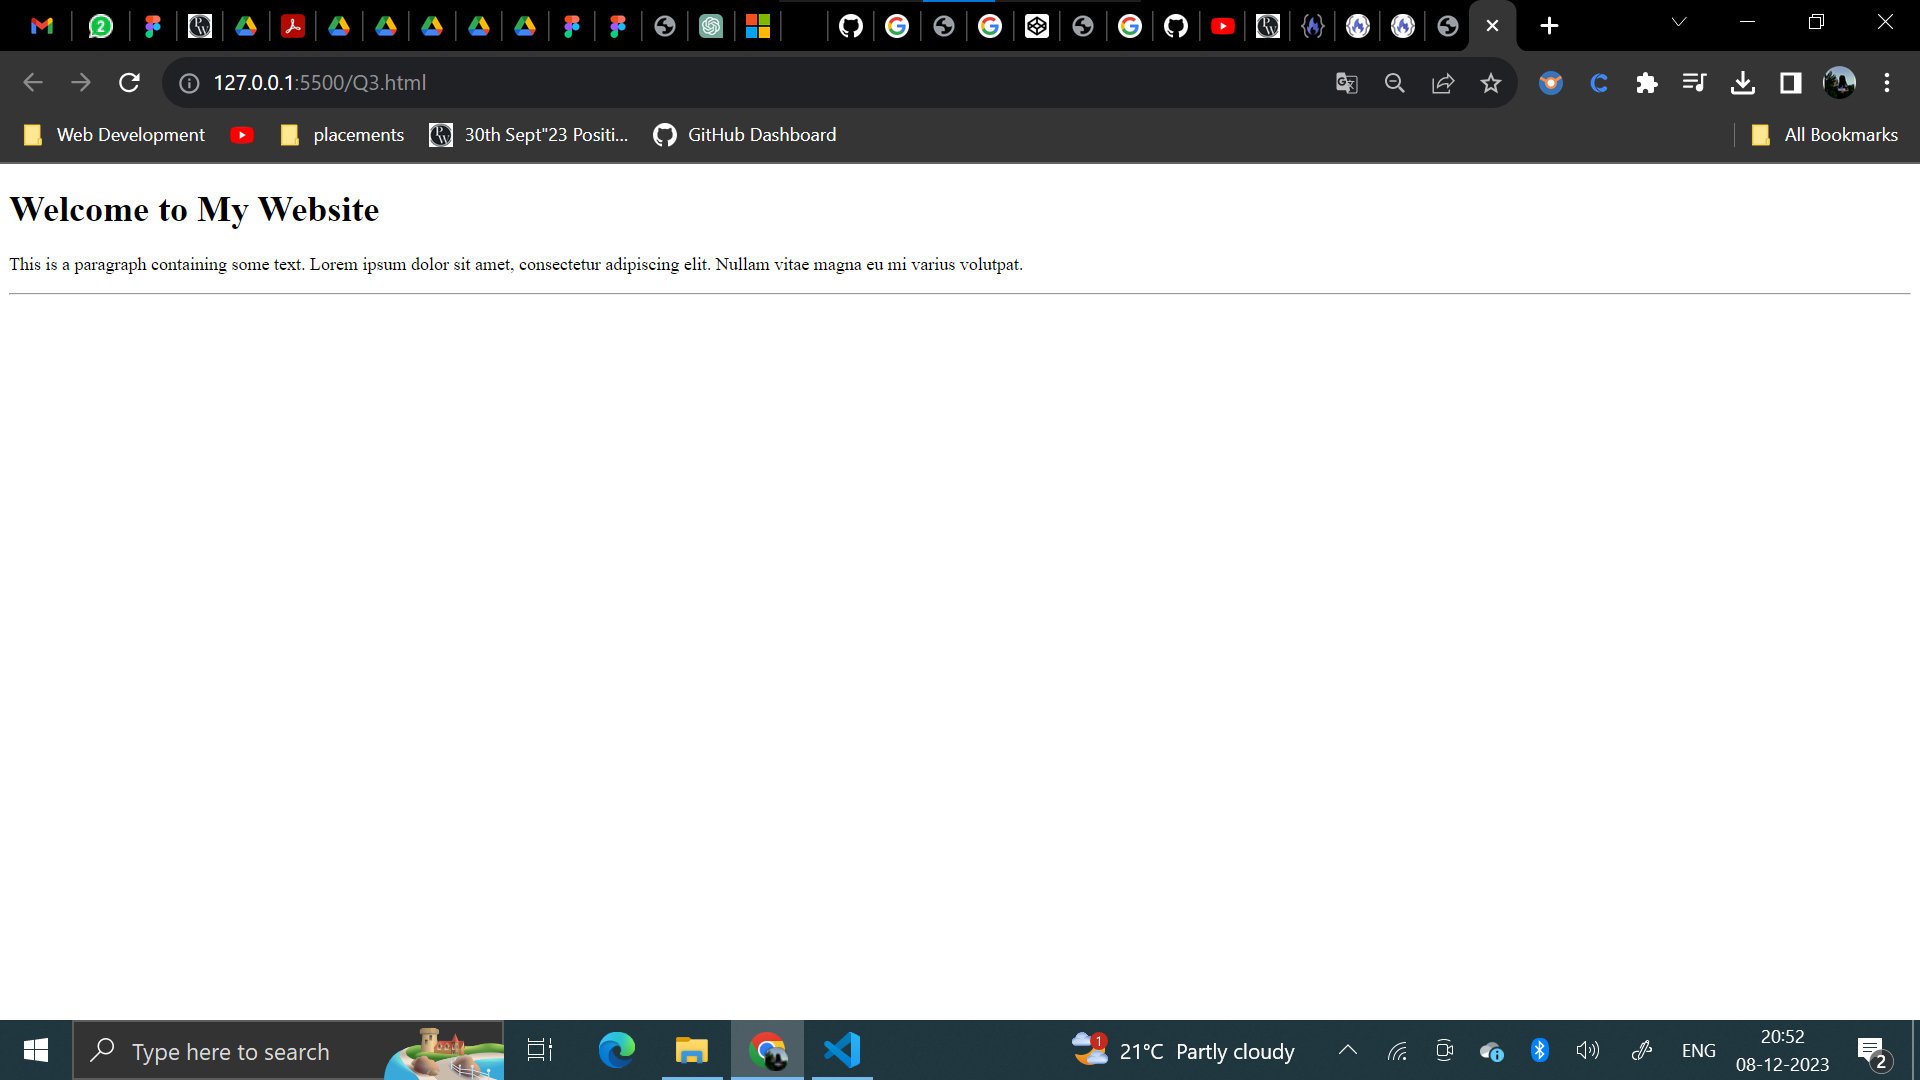 2
127.0.0.1:5500/Q3.html
Web Development
placements
30th Sept"23 Positi...
GitHub Dashboard
All Bookmarks
Welcome to My Website
This is a paragraph containing some text. Lorem ipsum dolor sit amet, consectetur adipiscing elit. Nullam vitae magna eu mi varius volutpat.
Type here to search
1
21°C Partly cloudy
ENG
20:52
08-12-2023
2